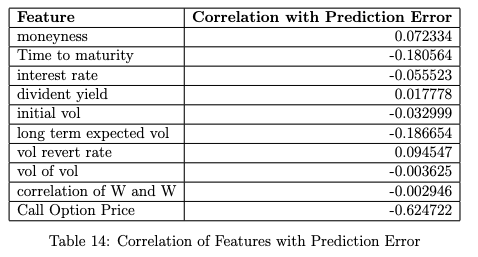 Feature Correlation with Prediction Error
moneyness 0.072334
Time to maturity -0.180564
interest rate -0.055523
divident yield 0.017778
initial vol -0.032999
long term expected vol -0.186654
vol revert rate 0.094547
vol of vol -0.003625
correlation of W and W -0.002946
Call Option Price -0.624722
Table 14: Correlation of Features with Prediction Error